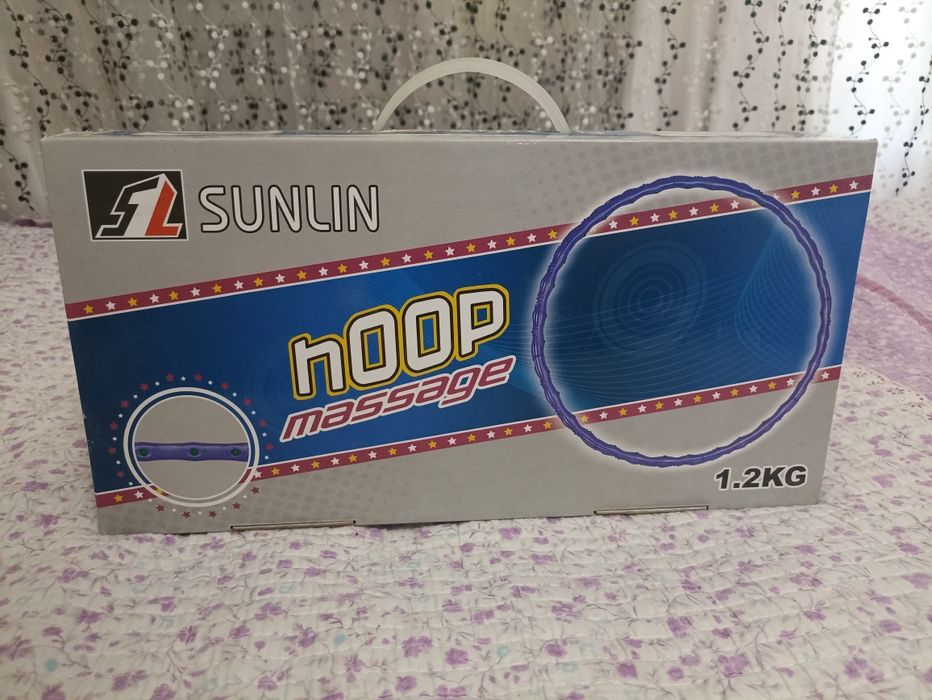 SL SUNLIN
hOOP
massage
1.2KG